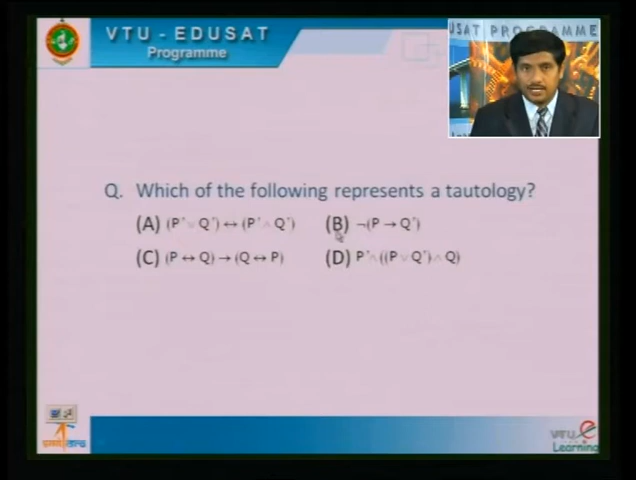 VTU - EDUSAT
Programme
USAT PROGRAMME
Q. Which of the following represents a tautology?
(A) (P' ∨ Q') ↔ (P' ∧ Q') (B) ¬(P → Q')
(C) (P ↔ Q) → (Q ↔ P) (D) P' ∧ ((P ∨ Q') ∧ Q)
VTU e
Learning